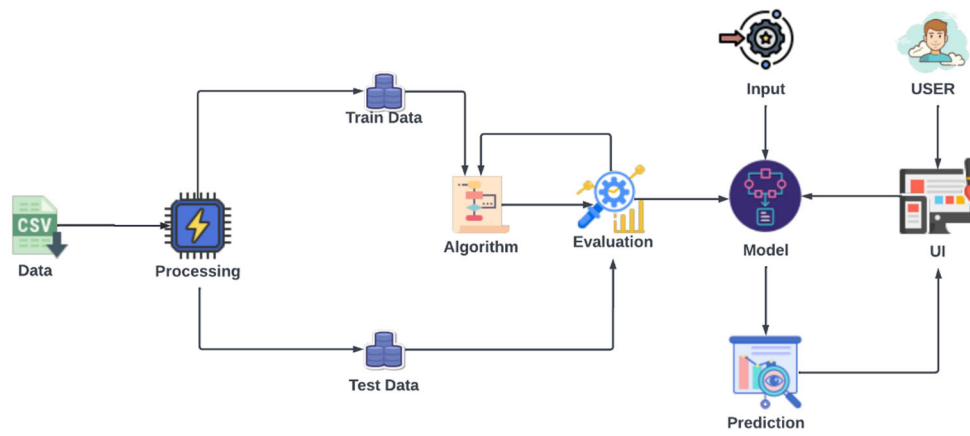 Input
USER
Train Data
CSV
Data
Processing
Algorithm
Evaluation
Model
UI
Test Data
Prediction